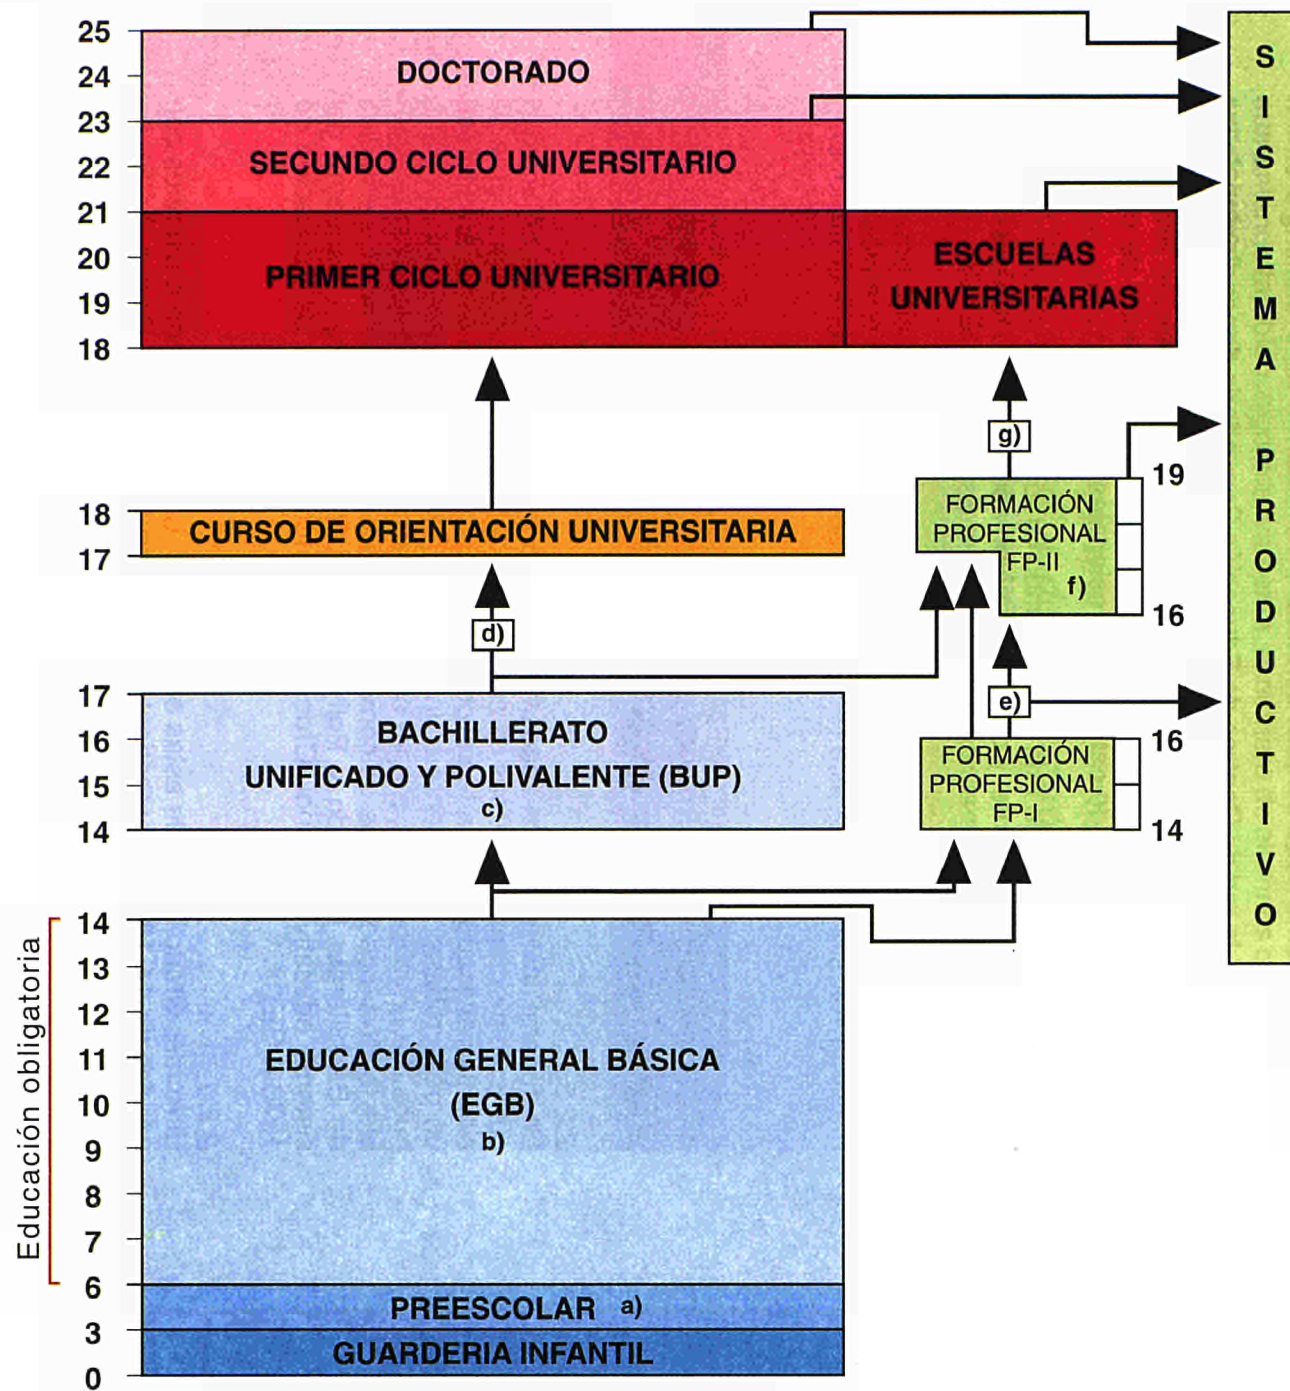 25
24
23
22
21
20
19
18
DOCTORADO
SECUNDO CICLO UNIVERSITARIO
PRIMER CICLO UNIVERSITARIO
ESCUELAS
UNIVERSITARIAS
g)
18
17
CURSO DE ORIENTACIÓN UNIVERSITARIA
FORMACIÓN
PROFESIONAL
FP-II
f)
19
16
d)
e)
17
16
15
14
BACHILLERATO
UNIFICADO Y POLIVALENTE (BUP)
c)
FORMACIÓN
PROFESIONAL
FP-I
16
14
Educación obligatoria
14
13
12
11
10
9
8
7
6
3
0
EDUCACIÓN GENERAL BÁSICA
(EGB)
b)
PREESCOLAR a)
GUARDERIA INFANTIL
SISTEMA PRODUCTIVO